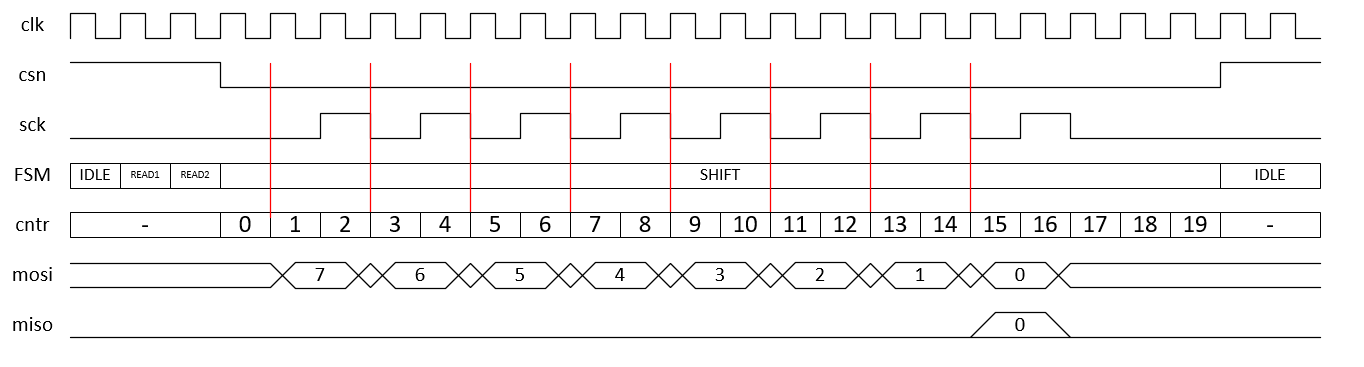 clk
csn
sck
FSM IDLE READ1 READ2 SHIFT IDLE
cntr - 0 1 2 3 4 5 6 7 8 9 10 11 12 13 14 15 16 17 18 19 -
mosi 7 6 5 4 3 2 1 0
miso 0